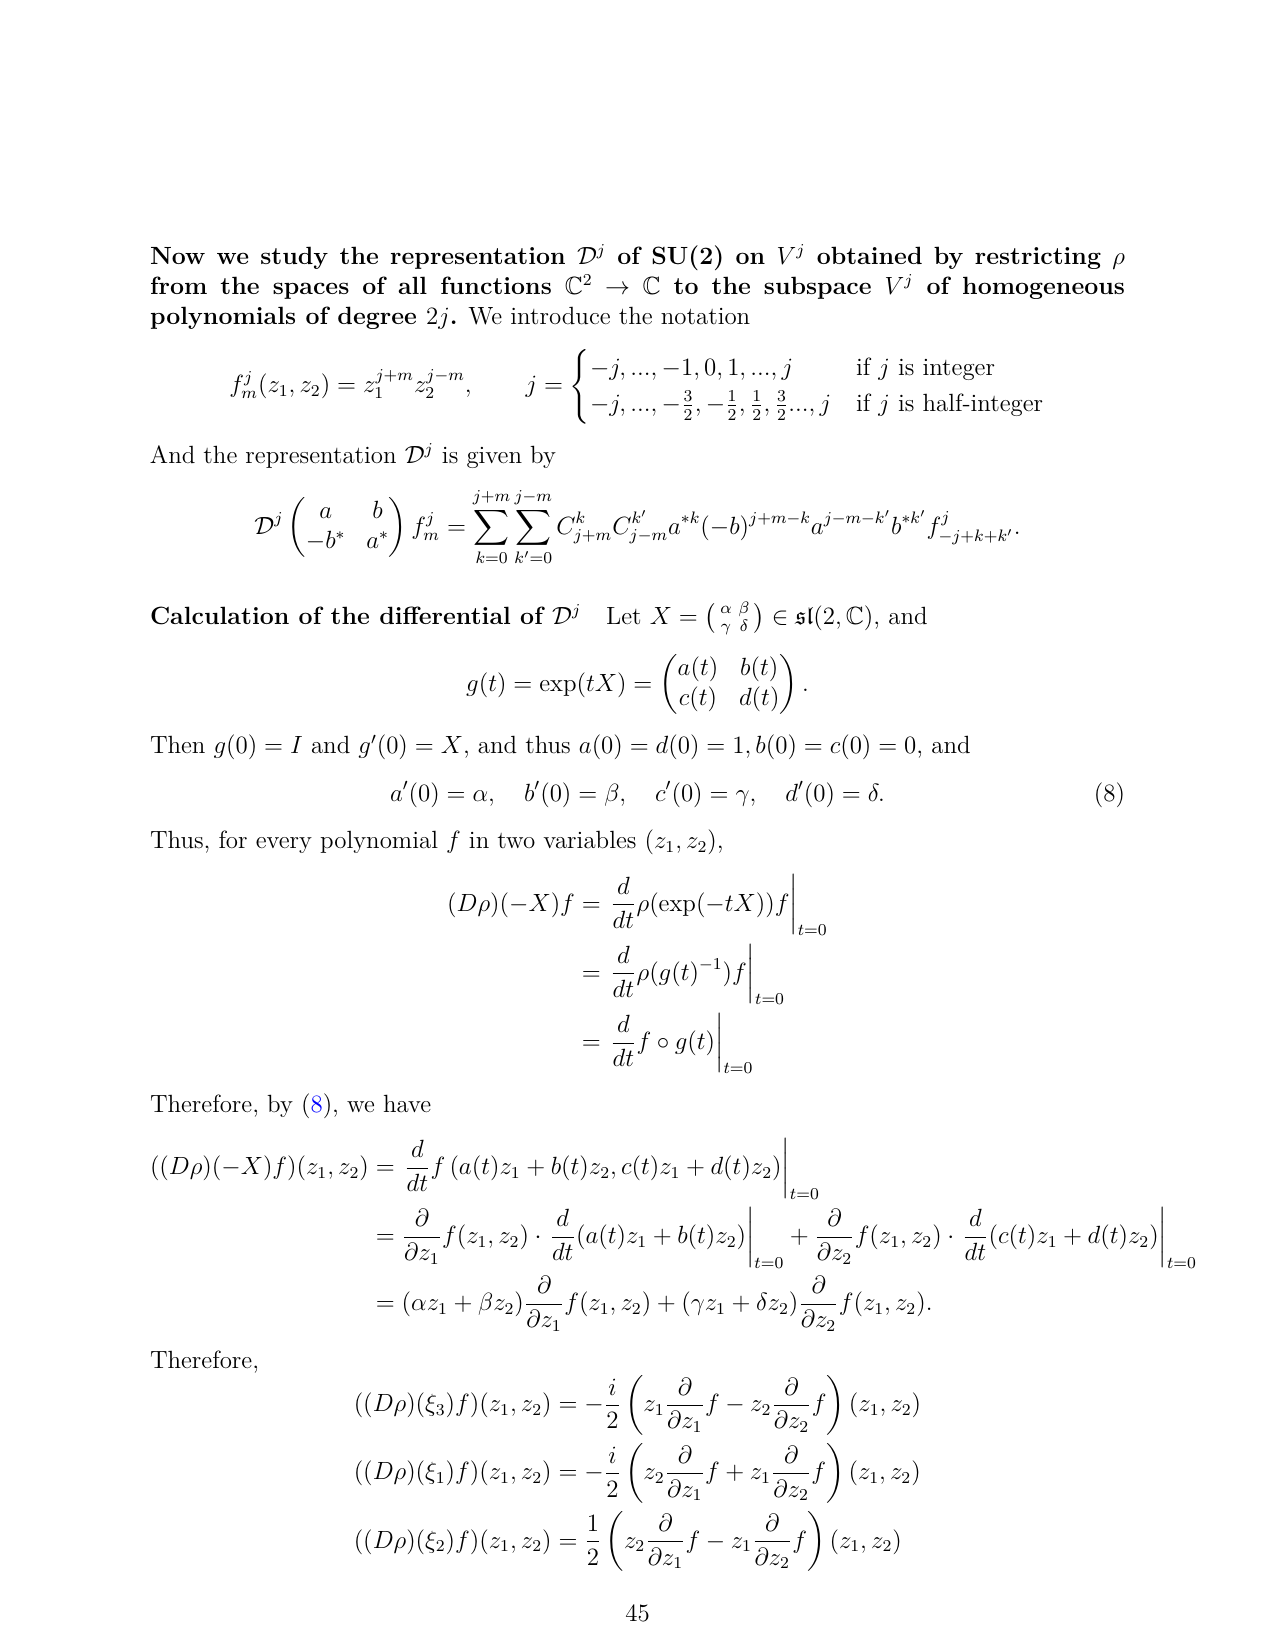 Now we study the representation $\mathcal{D}^j$ of SU(2) on $V^j$ obtained by restricting $\rho$
from the spaces of all functions $\mathbb{C}^2 \to \mathbb{C}$ to the subspace $V^j$ of homogeneous
polynomials of degree $2j$. We introduce the notation
$f_m^j(z_1, z_2) = z_1^{j+m} z_2^{j-m}, \quad j = \begin{cases} -j, ..., -1, 0, 1, ..., j & \text{if } j \text{ is integer} \\ -j, ..., -\frac{3}{2}, -\frac{1}{2}, \frac{1}{2}, \frac{3}{2}..., j & \text{if } j \text{ is half-integer} \end{cases}$
And the representation $\mathcal{D}^j$ is given by
$\mathcal{D}^j \begin{pmatrix} a & b \\ -b^* & a^* \end{pmatrix} f_m^j = \sum_{k=0}^{j+m} \sum_{k'=0}^{j-m} C_{j+m}^k C_{j-m}^{k'} a^{*k} (-b)^{j+m-k} a^{j-m-k'} b^{*k'} f_{-j+k+k'}^j.$
Calculation of the differential of $\mathcal{D}^j$ Let $X = \begin{pmatrix} \alpha & \beta \\ \gamma & \delta \end{pmatrix} \in \mathfrak{sl}(2, \mathbb{C})$, and
$g(t) = \exp(tX) = \begin{pmatrix} a(t) & b(t) \\ c(t) & d(t) \end{pmatrix}.$
Then $g(0) = I$ and $g'(0) = X$, and thus $a(0) = d(0) = 1, b(0) = c(0) = 0$, and
$a'(0) = \alpha, \quad b'(0) = \beta, \quad c'(0) = \gamma, \quad d'(0) = \delta.$ (8)
Thus, for every polynomial $f$ in two variables $(z_1, z_2)$,
$(D\rho)(-X)f = \frac{d}{dt} \rho(\exp(-tX))f \Big|_{t=0}$
$= \frac{d}{dt} \rho(g(t)^{-1})f \Big|_{t=0}$
$= \frac{d}{dt} f \circ g(t) \Big|_{t=0}$
Therefore, by (8), we have
$((D\rho)(-X)f)(z_1, z_2) = \frac{d}{dt} f\,(a(t)z_1 + b(t)z_2, c(t)z_1 + d(t)z_2) \Big|_{t=0}$
$= \frac{\partial}{\partial z_1} f(z_1, z_2) \cdot \frac{d}{dt}(a(t)z_1 + b(t)z_2) \Big|_{t=0} + \frac{\partial}{\partial z_2} f(z_1, z_2) \cdot \frac{d}{dt}(c(t)z_1 + d(t)z_2) \Big|_{t=0}$
$= (\alpha z_1 + \beta z_2) \frac{\partial}{\partial z_1} f(z_1, z_2) + (\gamma z_1 + \delta z_2) \frac{\partial}{\partial z_2} f(z_1, z_2).$
Therefore,
$((D\rho)(\xi_3)f)(z_1, z_2) = -\frac{i}{2} \left( z_1 \frac{\partial}{\partial z_1} f - z_2 \frac{\partial}{\partial z_2} f \right) (z_1, z_2)$
$((D\rho)(\xi_1)f)(z_1, z_2) = -\frac{i}{2} \left( z_2 \frac{\partial}{\partial z_1} f + z_1 \frac{\partial}{\partial z_2} f \right) (z_1, z_2)$
$((D\rho)(\xi_2)f)(z_1, z_2) = \frac{1}{2} \left( z_2 \frac{\partial}{\partial z_1} f - z_1 \frac{\partial}{\partial z_2} f \right) (z_1, z_2)$
45